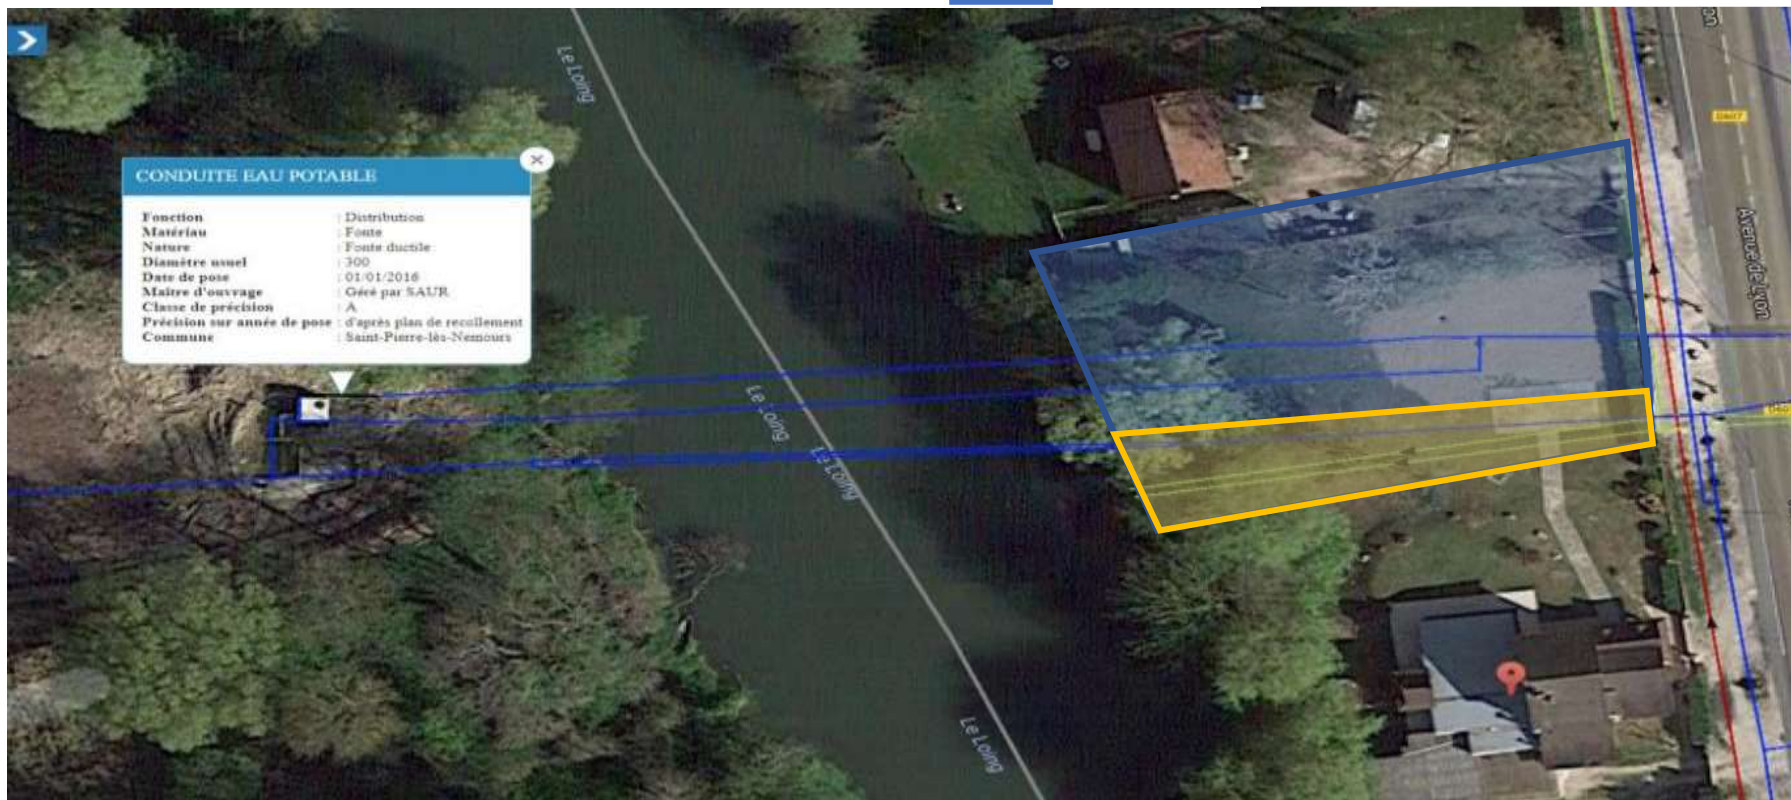 Le Loing
CONDUITE EAU POTABLE
Fonction : Distribution
Matériau : Fonte
Nature : Fonte ductile
Diamètre usuel : 300
Date de pose : 01/01/2016
Maître d'ouvrage : Géré par SAUR
Classe de précision : A
Précision sur année de pose : d'après plan de recollement
Commune : Saint-Pierre-lès-Nemours
Le Loing
Le Loing
Le Loing
Avenue de Lyon
D607